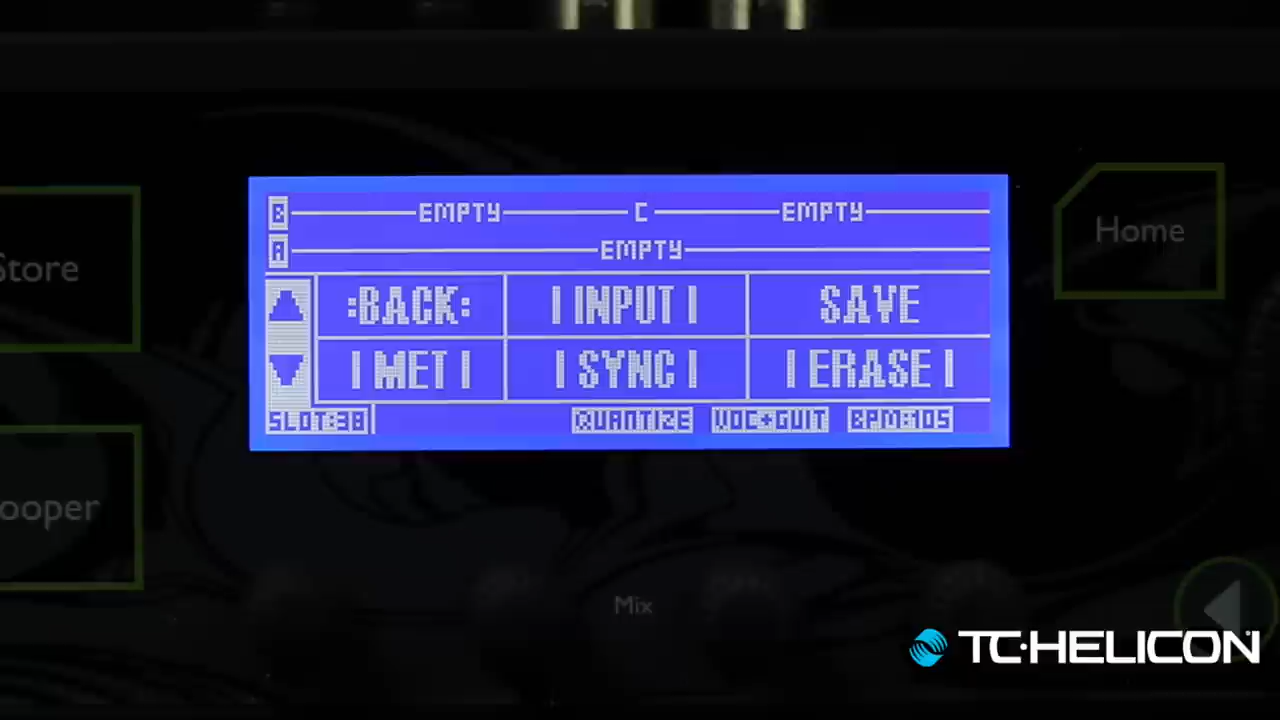 B EMPTY C EMPTY
A EMPTY
:BACK: | INPUT | SAVE
| MET | | SYNC | | ERASE |
SLOT:38 QUANTIZE VOC+GUIT BPM:105
Home
Store
ooper
Mix
TC•HELICON